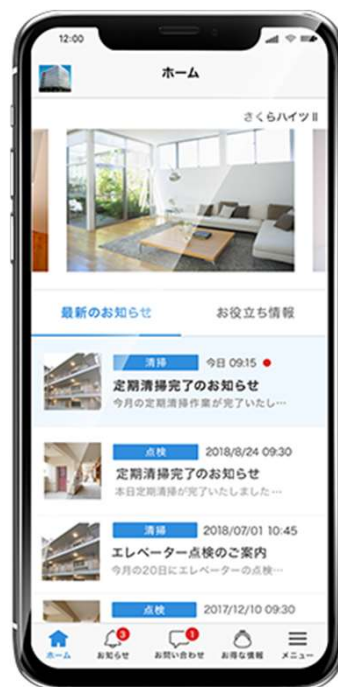 12:00
ホーム
さくらハイツ II
最新のお知らせ
お役立ち情報
清掃
今日 09:15
定期清掃完了のお知らせ
今月の定期清掃作業が完了いたし…
点検
2018/8/24 09:30
定期清掃完了のお知らせ
本日定期清掃が完了いたしました…
清掃
2018/07/01 10:45
エレベーター点検のご案内
今月の20日にエレベーターの点検…
点検
2017/12/10 09:30
3
1
ホーム
お知らせ
お問い合わせ
お得な情報
メニュー